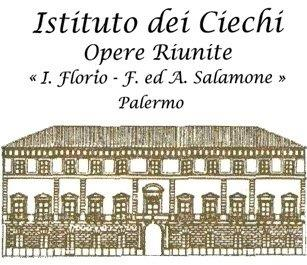 Istituto dei Ciechi
Opere Riunite
« I. Florio - F. ed A. Salamone »
Palermo